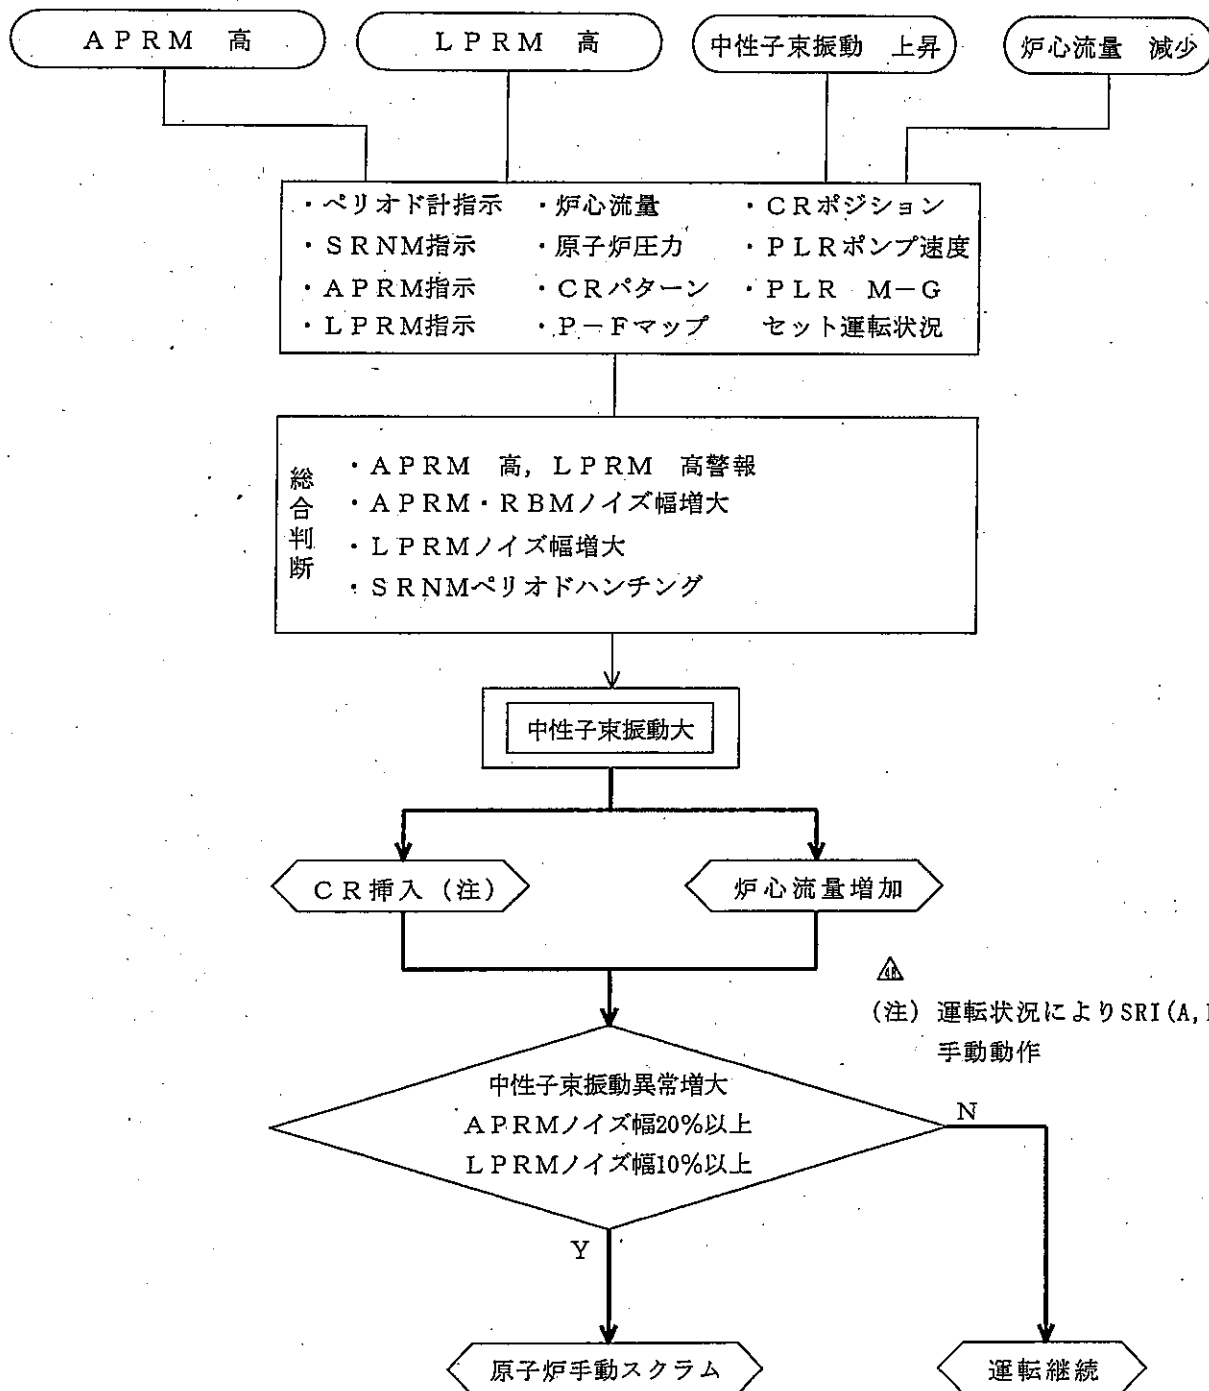 APRM 高
LPRM 高
中性子束振動 上昇
炉心流量 減少
・ペリオド計指示 ・炉心流量 ・CRポジション
・SRNM指示 ・原子炉圧力 ・PLRポンプ速度
・APRM指示 ・CRパターン ・PLR M－G
・LPRM指示 ・P－Fマップ セット運転状況
総合判断
・APRM 高，LPRM 高警報
・APRM・RBMノイズ幅増大
・LPRMノイズ幅増大
・SRNMペリオドハンチング
中性子束振動大
CR挿入（注）
炉心流量増加
(注) 運転状況によりSRI(A,
手動動作
中性子束振動異常増大
APRMノイズ幅20%以上
LPRMノイズ幅10%以上
N
Y
原子炉手動スクラム
運転継続